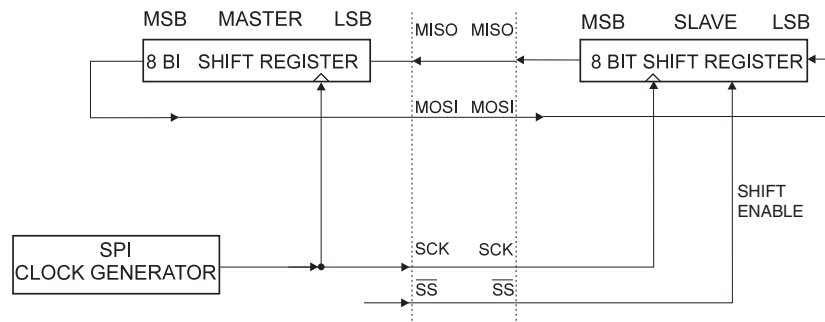 MSB MASTER LSB
MSB SLAVE LSB
MISO MISO
8 BI SHIFT REGISTER
8 BIT SHIFT REGISTER
MOSI MOSI
SHIFT
ENABLE
SPI
CLOCK GENERATOR
SCK SCK
SS SS